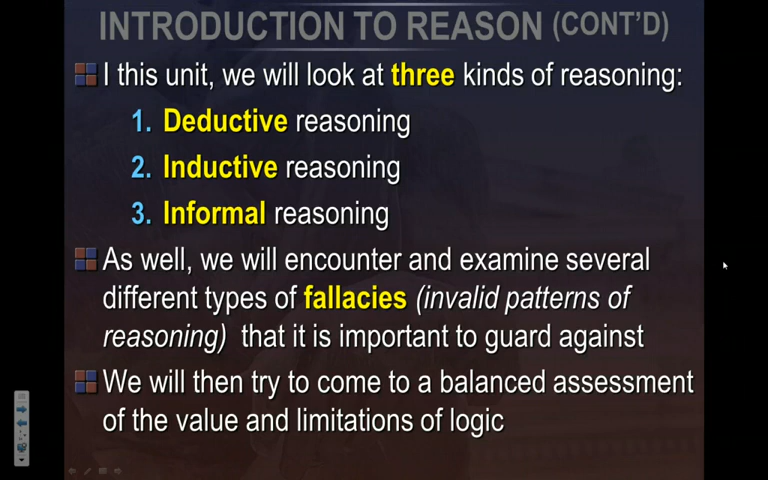 INTRODUCTION TO REASON (CONT'D)
I this unit, we will look at three kinds of reasoning:
1. Deductive reasoning
2. Inductive reasoning
3. Informal reasoning
As well, we will encounter and examine several
different types of fallacies (invalid patterns of
reasoning) that it is important to guard against
We will then try to come to a balanced assessment
of the value and limitations of logic